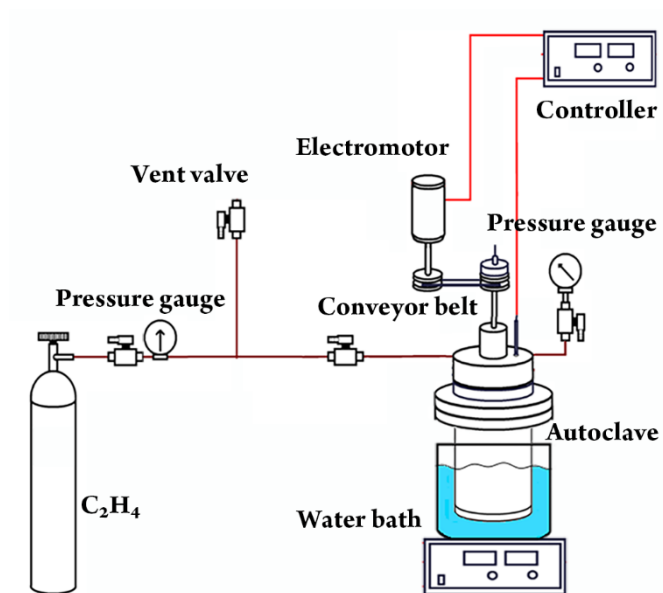 Controller
Electromotor
Vent valve
Pressure gauge
Pressure gauge
Conveyor belt
Autoclave
C₂H₄
Water bath